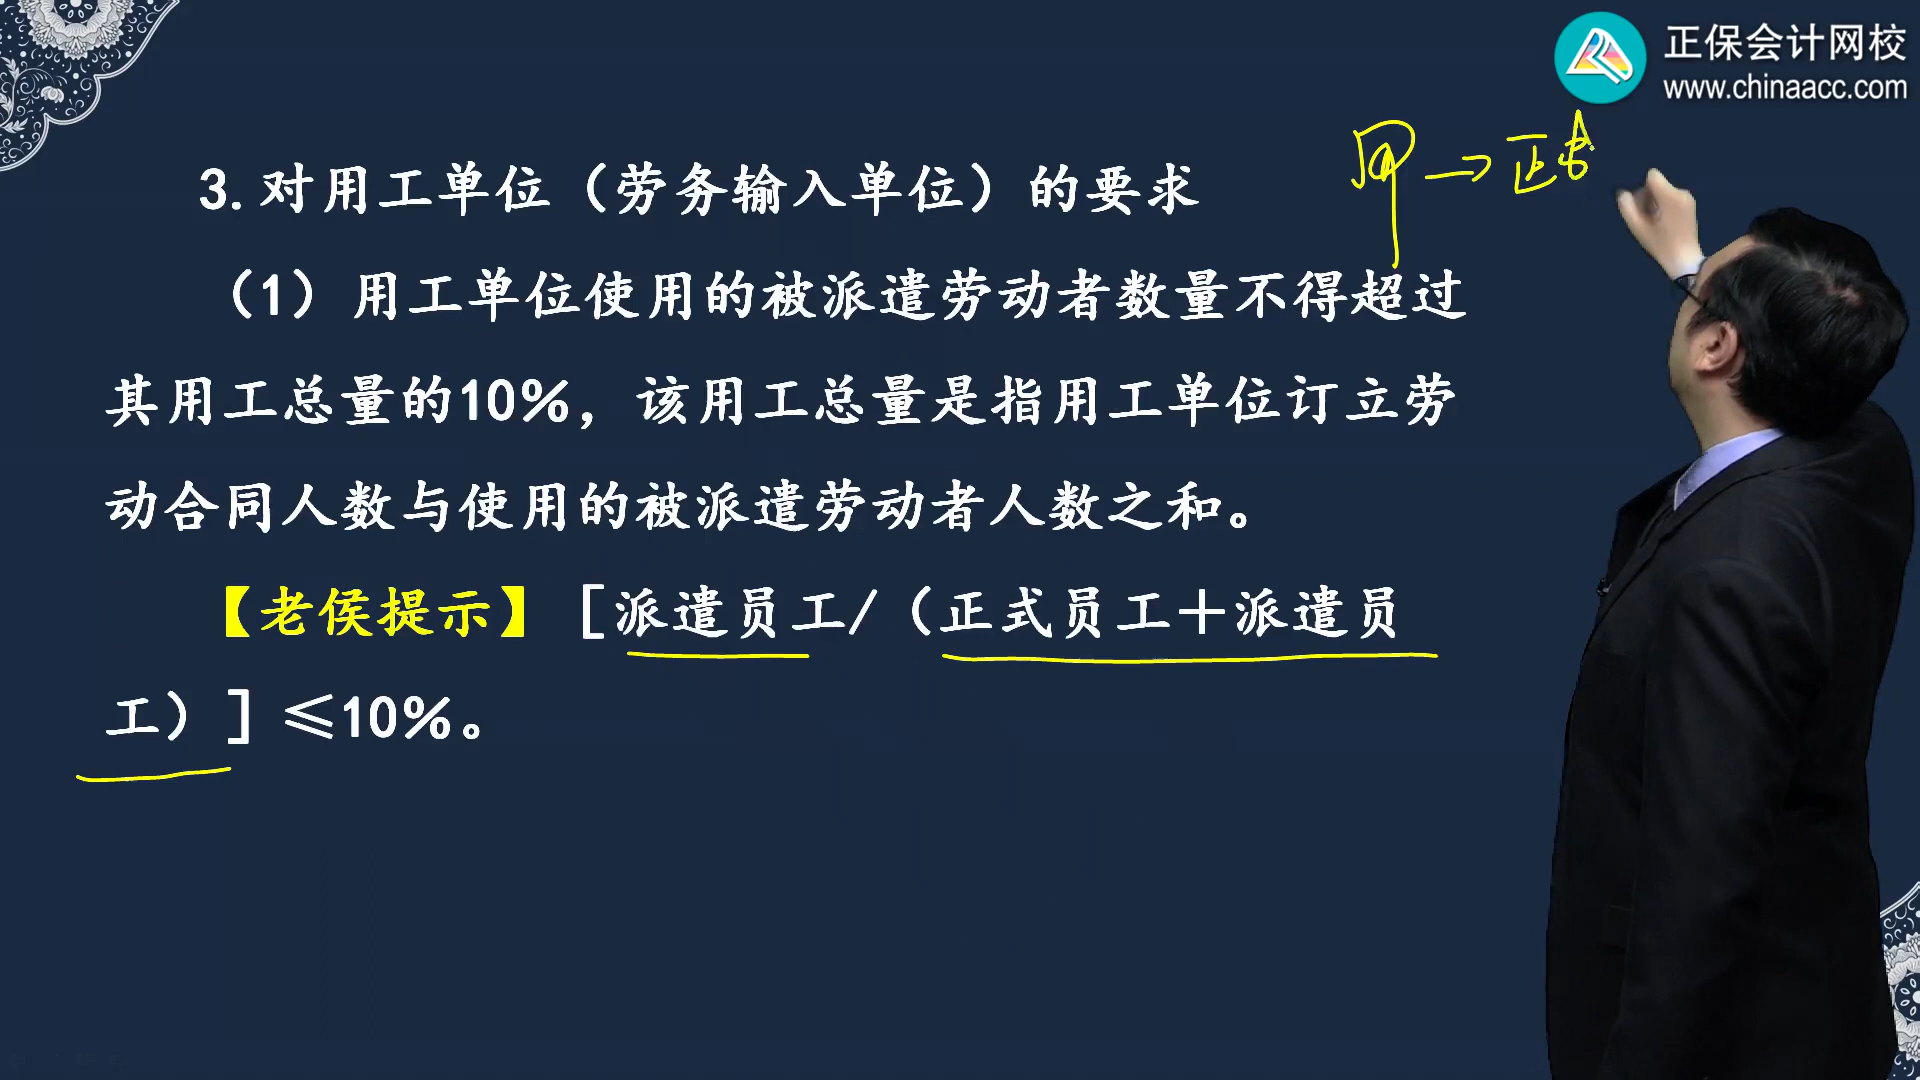 正保会计网校
www.chinaacc.com
3.对用工单位（劳务输入单位）的要求
（1）用工单位使用的被派遣劳动者数量不得超过
其用工总量的10%，该用工总量是指用工单位订立劳
动合同人数与使用的被派遣劳动者人数之和。
【老侯提示】[派遣员工/（正式员工＋派遣员
工）]≤10%。